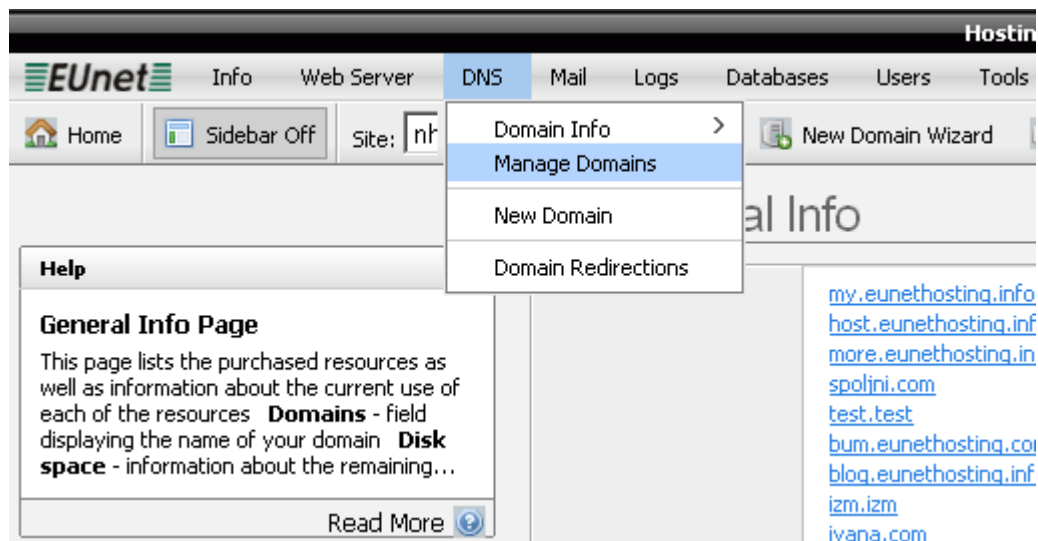 Hostin
EUnet Info Web Server DNS Mail Logs Databases Users Tools
Home Sidebar Off Site: nh New Domain Wizard
Domain Info
Manage Domains
New Domain
Domain Redirections
al Info
Help
General Info Page
This page lists the purchased resources as
well as information about the current use of
each of the resources Domains - field
displaying the name of your domain Disk
space - information about the remaining...
Read More
my.eunethosting.info
host.eunethosting.inf
more.eunethosting.in
spoljni.com
test.test
bum.eunethosting.co
blog.eunethosting.inf
izm.izm
ivana.com